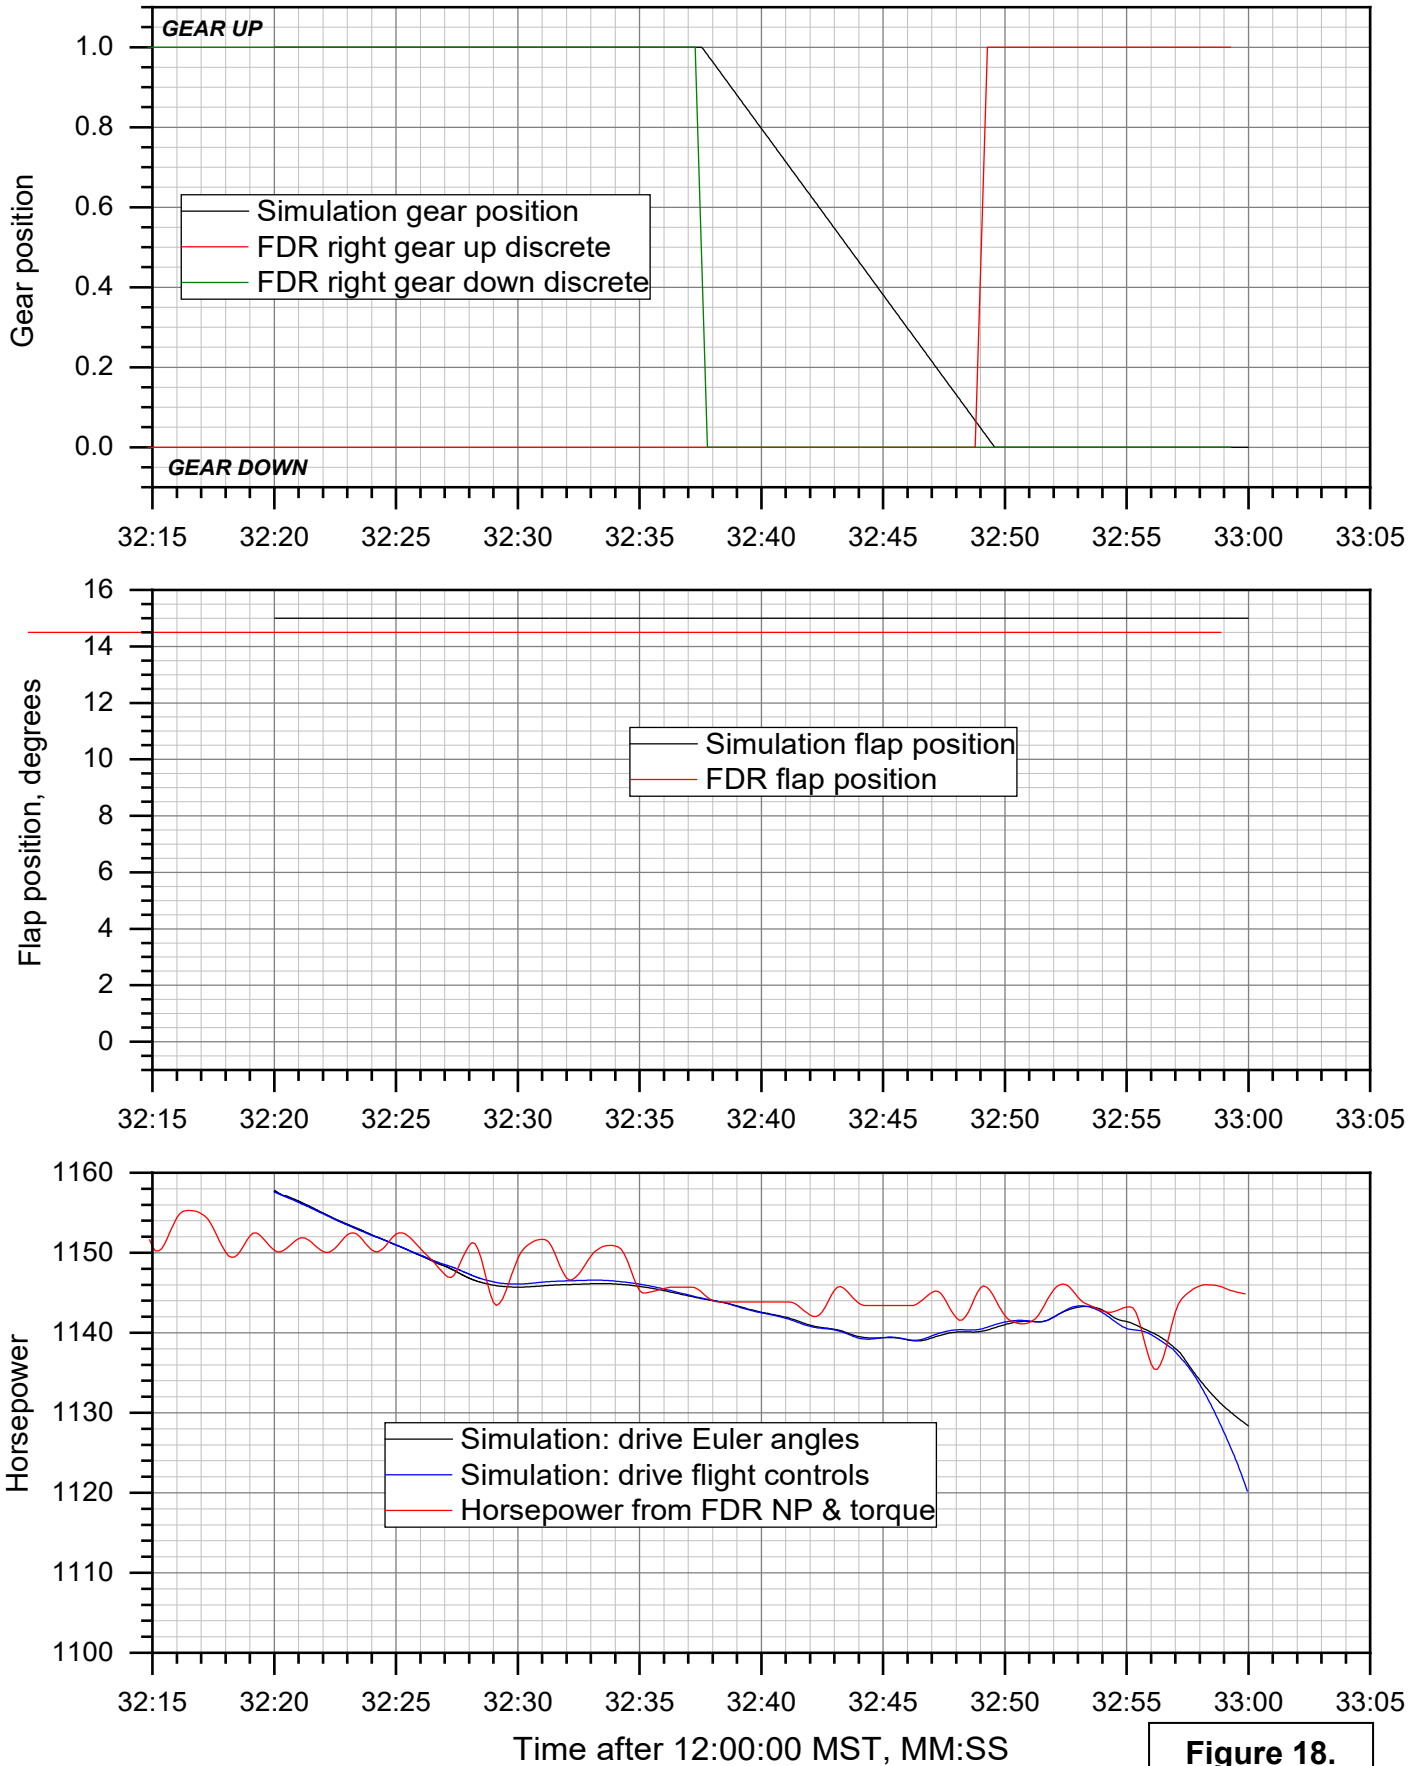 GEAR UP
1.0
0.8
0.6
0.4
0.2
0.0
Gear position
Simulation gear position
FDR right gear up discrete
FDR right gear down discrete
GEAR DOWN
32:15 32:20 32:25 32:30 32:35 32:40 32:45 32:50 32:55 33:00 33:05
16
14
12
10
8
6
4
2
0
Flap position, degrees
Simulation flap position
FDR flap position
32:15 32:20 32:25 32:30 32:35 32:40 32:45 32:50 32:55 33:00 33:05
1160
1150
1140
1130
1120
1110
1100
Horsepower
Simulation: drive Euler angles
Simulation: drive flight controls
Horsepower from FDR NP & torque
32:15 32:20 32:25 32:30 32:35 32:40 32:45 32:50 32:55 33:00 33:05
Time after 12:00:00 MST, MM:SS
Figure 18.